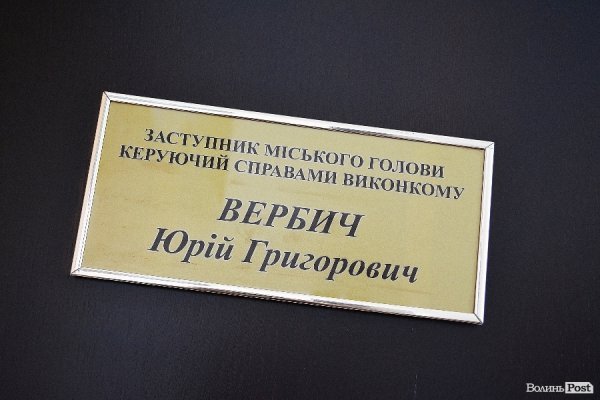 ЗАСТУПНИК МІСЬКОГО ГОЛОВИ
КЕРУЮЧИЙ СПРАВАМИ ВИКОНКОМУ
ВЕРБИЧ
Юрій Григорович
ВолиньPost